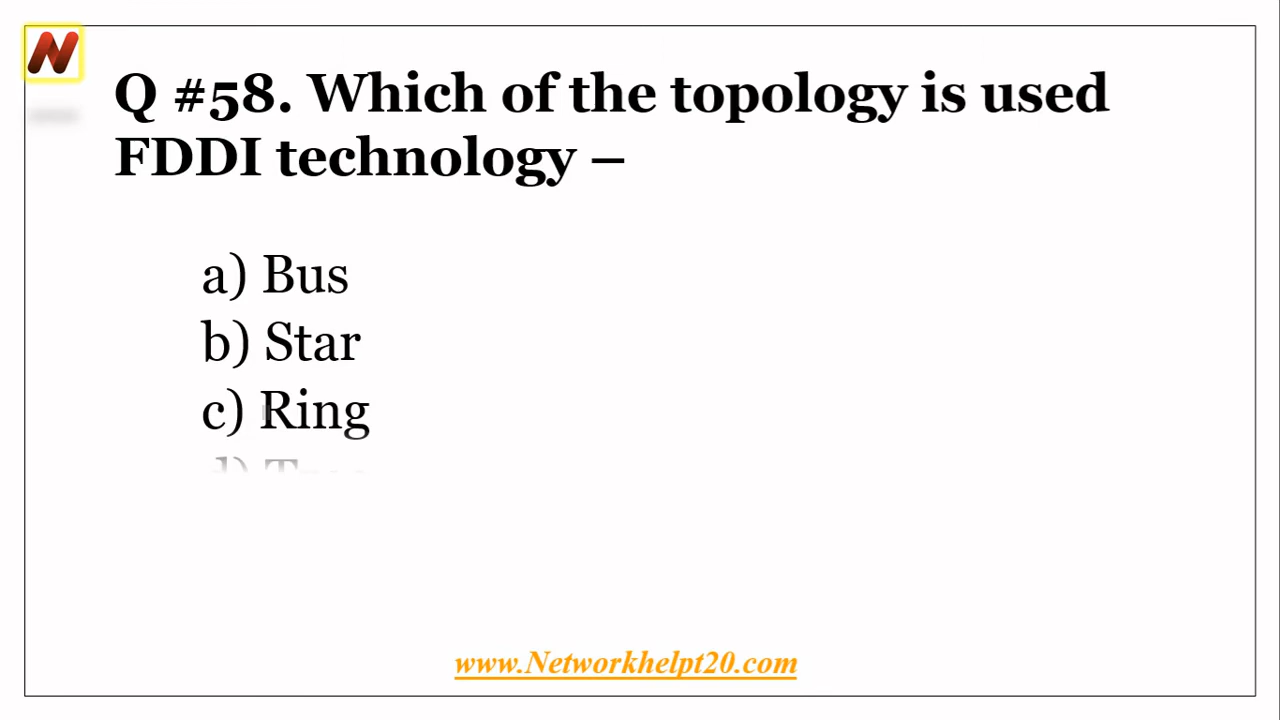 Q #58. Which of the topology is used
FDDI technology –
a) Bus
b) Star
c) Ring
www.Networkhelpt20.com